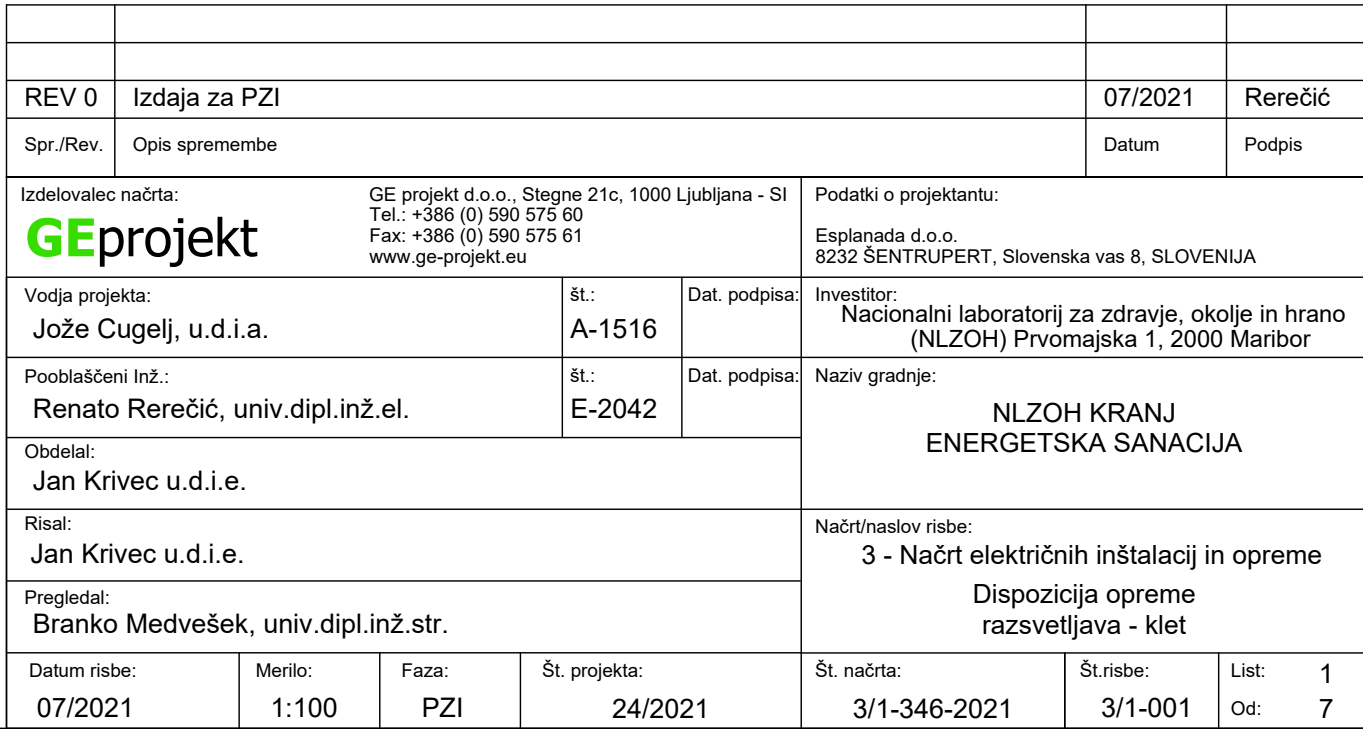 REV 0 Izdaja za PZI 07/2021 Rerečić
Spr./Rev. Opis spremembe Datum Podpis
Izdelovalec načrta:
GEprojekt
GE projekt d.o.o., Stegne 21c, 1000 Ljubljana - SI
Tel.: +386 (0) 590 575 60
Fax: +386 (0) 590 575 61
www.ge-projekt.eu
Podatki o projektantu:
Esplanada d.o.o.
8232 ŠENTRUPERT, Slovenska vas 8, SLOVENIJA
Vodja projekta:
Jože Cugelj, u.d.i.a.
št.:
A-1516
Dat. podpisa:
Investitor:
Nacionalni laboratorij za zdravje, okolje in hrano
(NLZOH) Prvomajska 1, 2000 Maribor
Pooblaščeni Inž.:
Renato Rerečić, univ.dipl.inž.el.
št.:
E-2042
Dat. podpisa:
Naziv gradnje:
NLZOH KRANJ
ENERGETSKA SANACIJA
Obdelal:
Jan Krivec u.d.i.e.
Risal:
Jan Krivec u.d.i.e.
Načrt/naslov risbe:
3 - Načrt električnih inštalacij in opreme
Dispozicija opreme
razsvetljava - klet
Pregledal:
Branko Medvešek, univ.dipl.inž.str.
Datum risbe:
07/2021
Merilo:
1:100
Faza:
PZI
Št. projekta:
24/2021
Št. načrta:
3/1-346-2021
Št.risbe:
3/1-001
List: 1
Od: 7